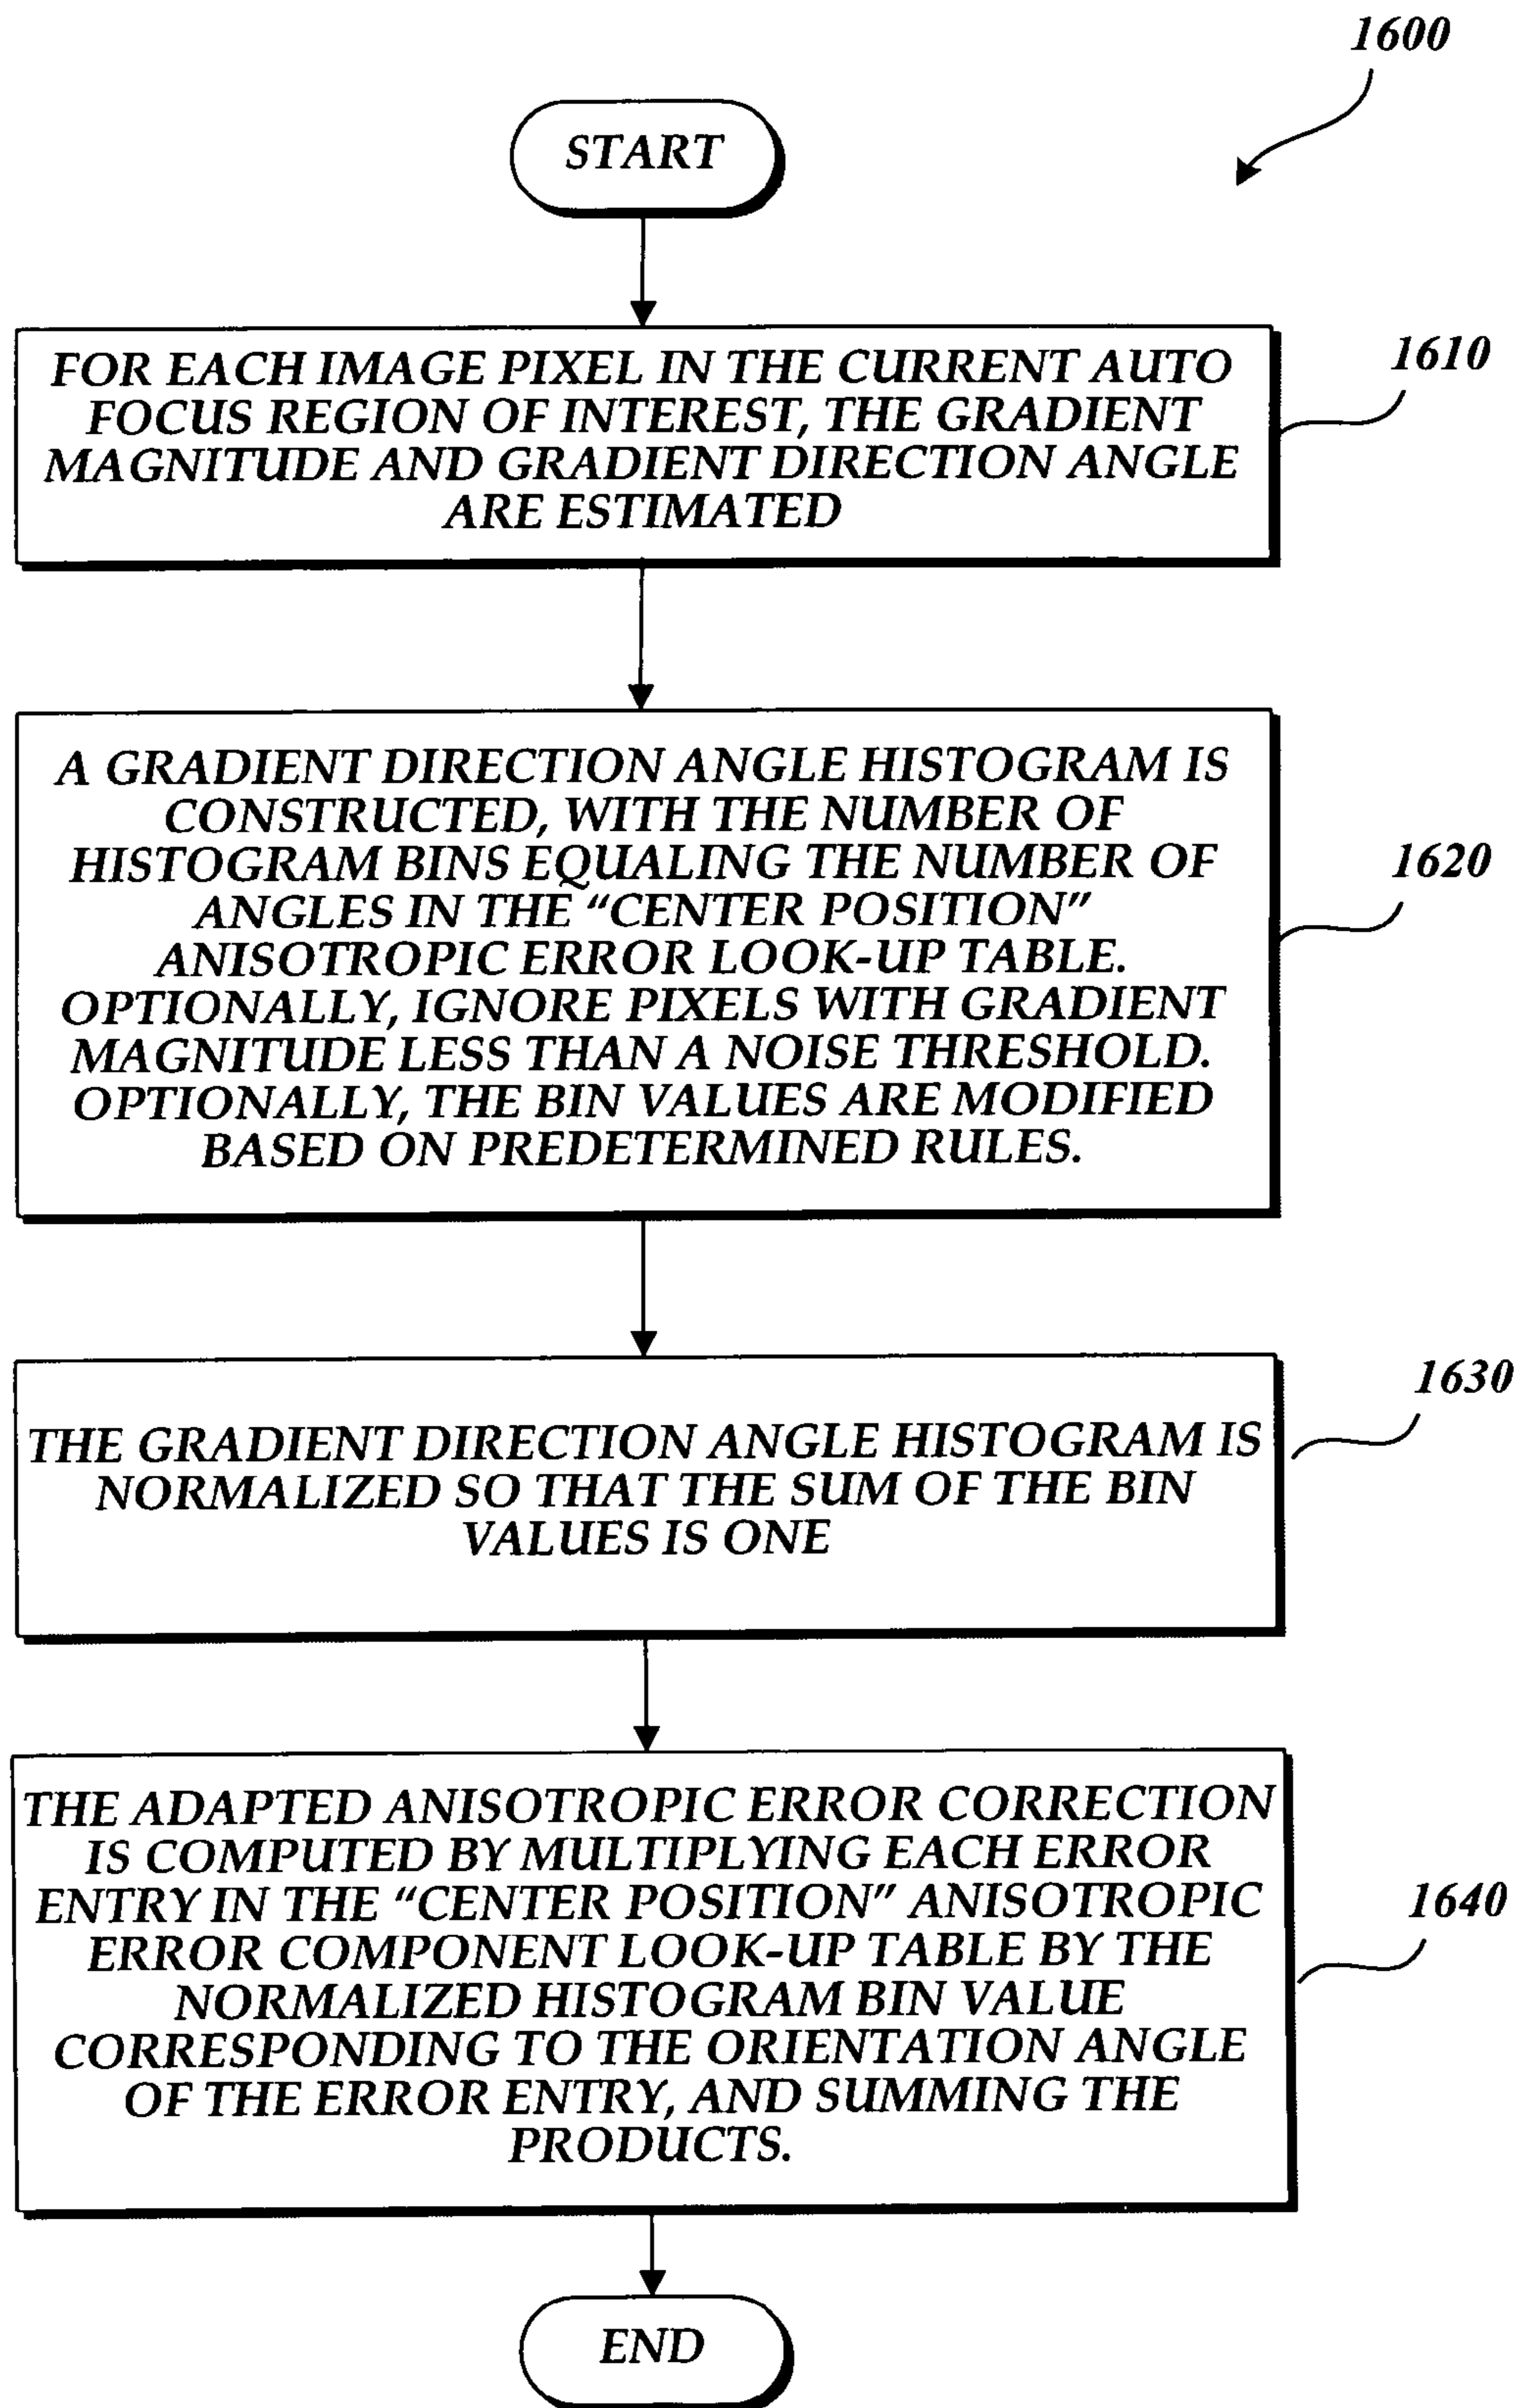 1600
START
FOR EACH IMAGE PIXEL IN THE CURRENT AUTO
FOCUS REGION OF INTEREST, THE GRADIENT
MAGNITUDE AND GRADIENT DIRECTION ANGLE
ARE ESTIMATED
1610
A GRADIENT DIRECTION ANGLE HISTOGRAM IS
CONSTRUCTED, WITH THE NUMBER OF
HISTOGRAM BINS EQUALING THE NUMBER OF
ANGLES IN THE “CENTER POSITION”
ANISOTROPIC ERROR LOOK-UP TABLE.
OPTIONALLY, IGNORE PIXELS WITH GRADIENT
MAGNITUDE LESS THAN A NOISE THRESHOLD.
OPTIONALLY, THE BIN VALUES ARE MODIFIED
BASED ON PREDETERMINED RULES.
1620
THE GRADIENT DIRECTION ANGLE HISTOGRAM IS
NORMALIZED SO THAT THE SUM OF THE BIN
VALUES IS ONE
1630
THE ADAPTED ANISOTROPIC ERROR CORRECTION
IS COMPUTED BY MULTIPLYING EACH ERROR
ENTRY IN THE “CENTER POSITION” ANISOTROPIC
ERROR COMPONENT LOOK-UP TABLE BY THE
NORMALIZED HISTOGRAM BIN VALUE
CORRESPONDING TO THE ORIENTATION ANGLE
OF THE ERROR ENTRY, AND SUMMING THE
PRODUCTS.
1640
END